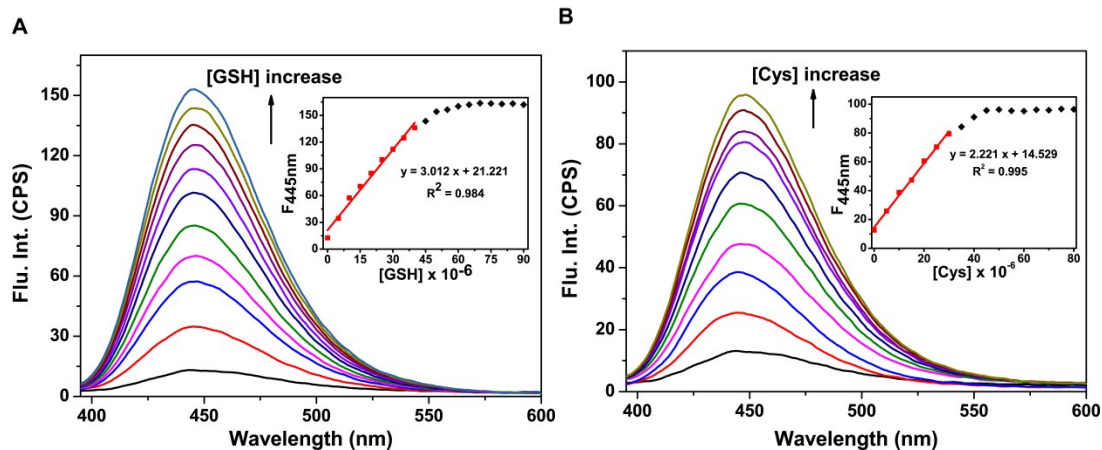 A
[GSH] increase
Flu. Int. (CPS)
150
125
100
75
60
30
0
400
450
500
550
600
Wavelength (nm)
F445nm
180
150
120
90
60
30
0
y = 3.012 x + 21.221
R2 = 0.984
0 15 30 45 60 75 90
[GSH] x 10-6
B
[Cys] increase
Flu. Int. (CPS)
100
80
60
40
20
0
400
450
500
550
600
Wavelength (nm)
F445nm
120
100
80
60
40
20
0
y = 2.221 x + 14.529
R2 = 0.995
0 20 40 60 80
[Cys] x 10-6